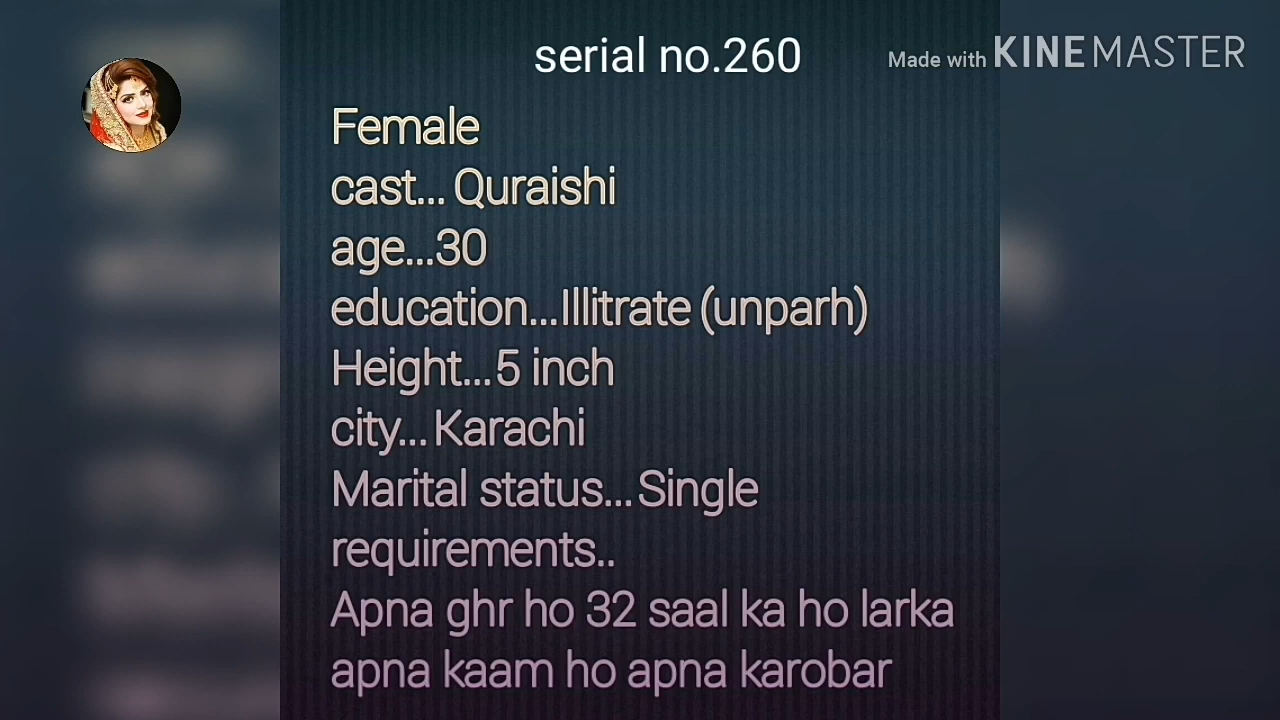 serial no.260
Made with KINEMASTER
Female
cast... Quraishi
age...30
education...Illitrate (unparh)
Height...5 inch
city...Karachi
Marital status...Single
requirements..
Apna ghr ho 32 saal ka ho larka
apna kaam ho apna karobar